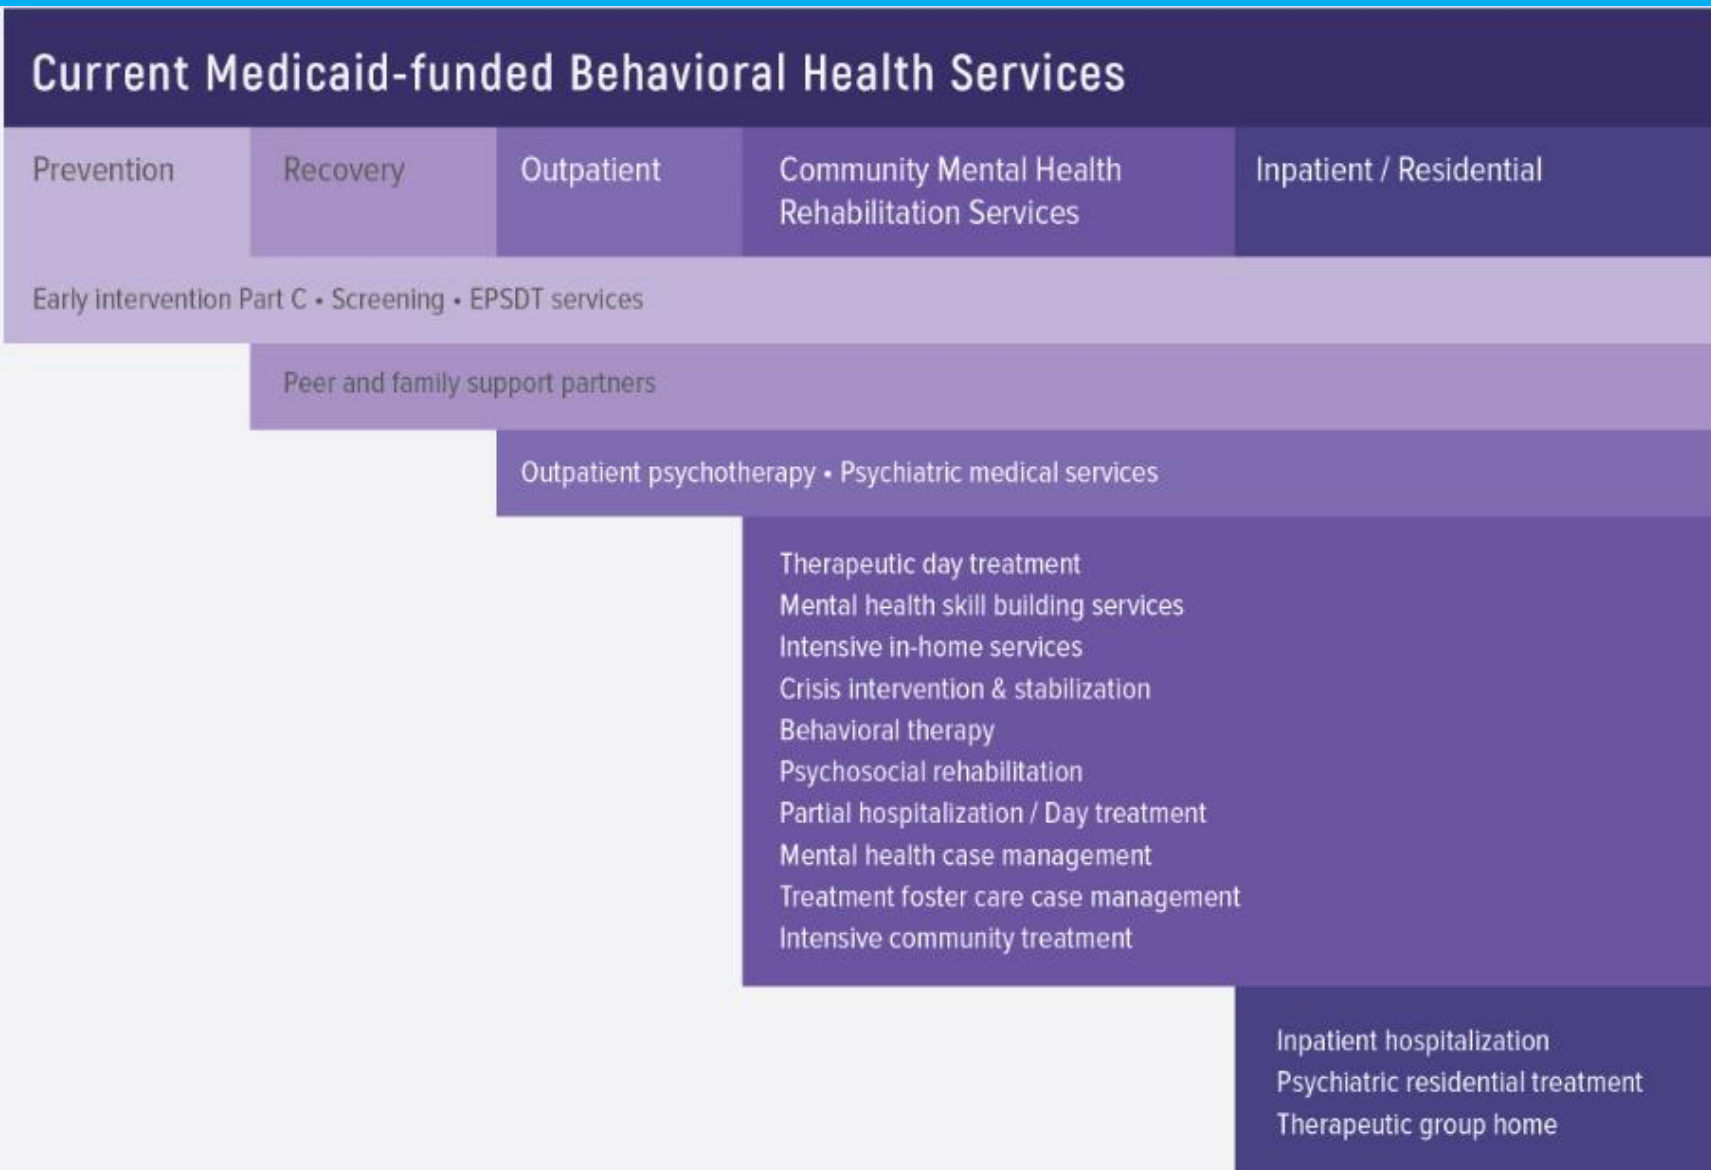 Current Medicaid-funded Behavioral Health Services
Prevention
Recovery
Outpatient
Community Mental Health
Rehabilitation Services
Inpatient / Residential
Early intervention Part C • Screening • EPSDT services
Peer and family support partners
Outpatient psychotherapy • Psychiatric medical services
Therapeutic day treatment
Mental health skill building services
Intensive in-home services
Crisis intervention & stabilization
Behavioral therapy
Psychosocial rehabilitation
Partial hospitalization / Day treatment
Mental health case management
Treatment foster care case management
Intensive community treatment
Inpatient hospitalization
Psychiatric residential treatment
Therapeutic group home